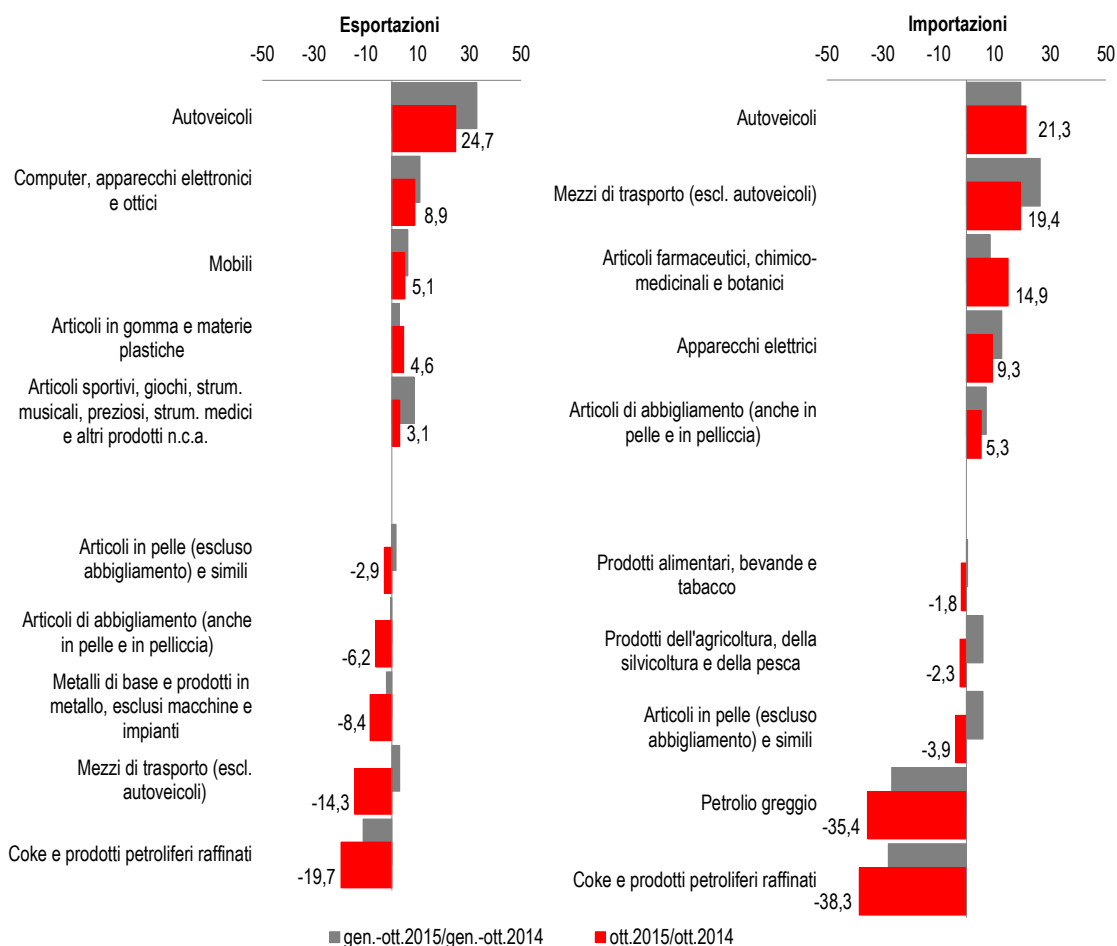 Esportazioni
-50 -30 -10 10 30 50
Autoveicoli
24,7
Computer, apparecchi elettronici
e ottici
8,9
Mobili
5,1
Articoli in gomma e materie
plastiche
4,6
Articoli sportivi, giochi, strum.
musicali, preziosi, strum. medici
e altri prodotti n.c.a.
3,1
Articoli in pelle (escluso
abbigliamento) e simili
-2,9
Articoli di abbigliamento (anche
in pelle e in pelliccia)
-6,2
Metalli di base e prodotti in
metallo, esclusi macchine e
impianti
-8,4
Mezzi di trasporto (escl.
autoveicoli)
-14,3
Coke e prodotti petroliferi raffinati
-19,7
Importazioni
-50 -30 -10 10 30 50
Autoveicoli
21,3
Mezzi di trasporto (escl. autoveicoli)
19,4
Articoli farmaceutici, chimico-
medicinali e botanici
14,9
Apparecchi elettrici
9,3
Articoli di abbigliamento (anche in
pelle e in pelliccia)
5,3
Prodotti alimentari, bevande e
tabacco
-1,8
Prodotti dell'agricoltura, della
silvicoltura e della pesca
-2,3
Articoli in pelle (escluso
abbigliamento) e simili
-3,9
Petrolio greggio
-35,4
Coke e prodotti petroliferi raffinati
-38,3
gen.-ott.2015/gen.-ott.2014
ott.2015/ott.2014